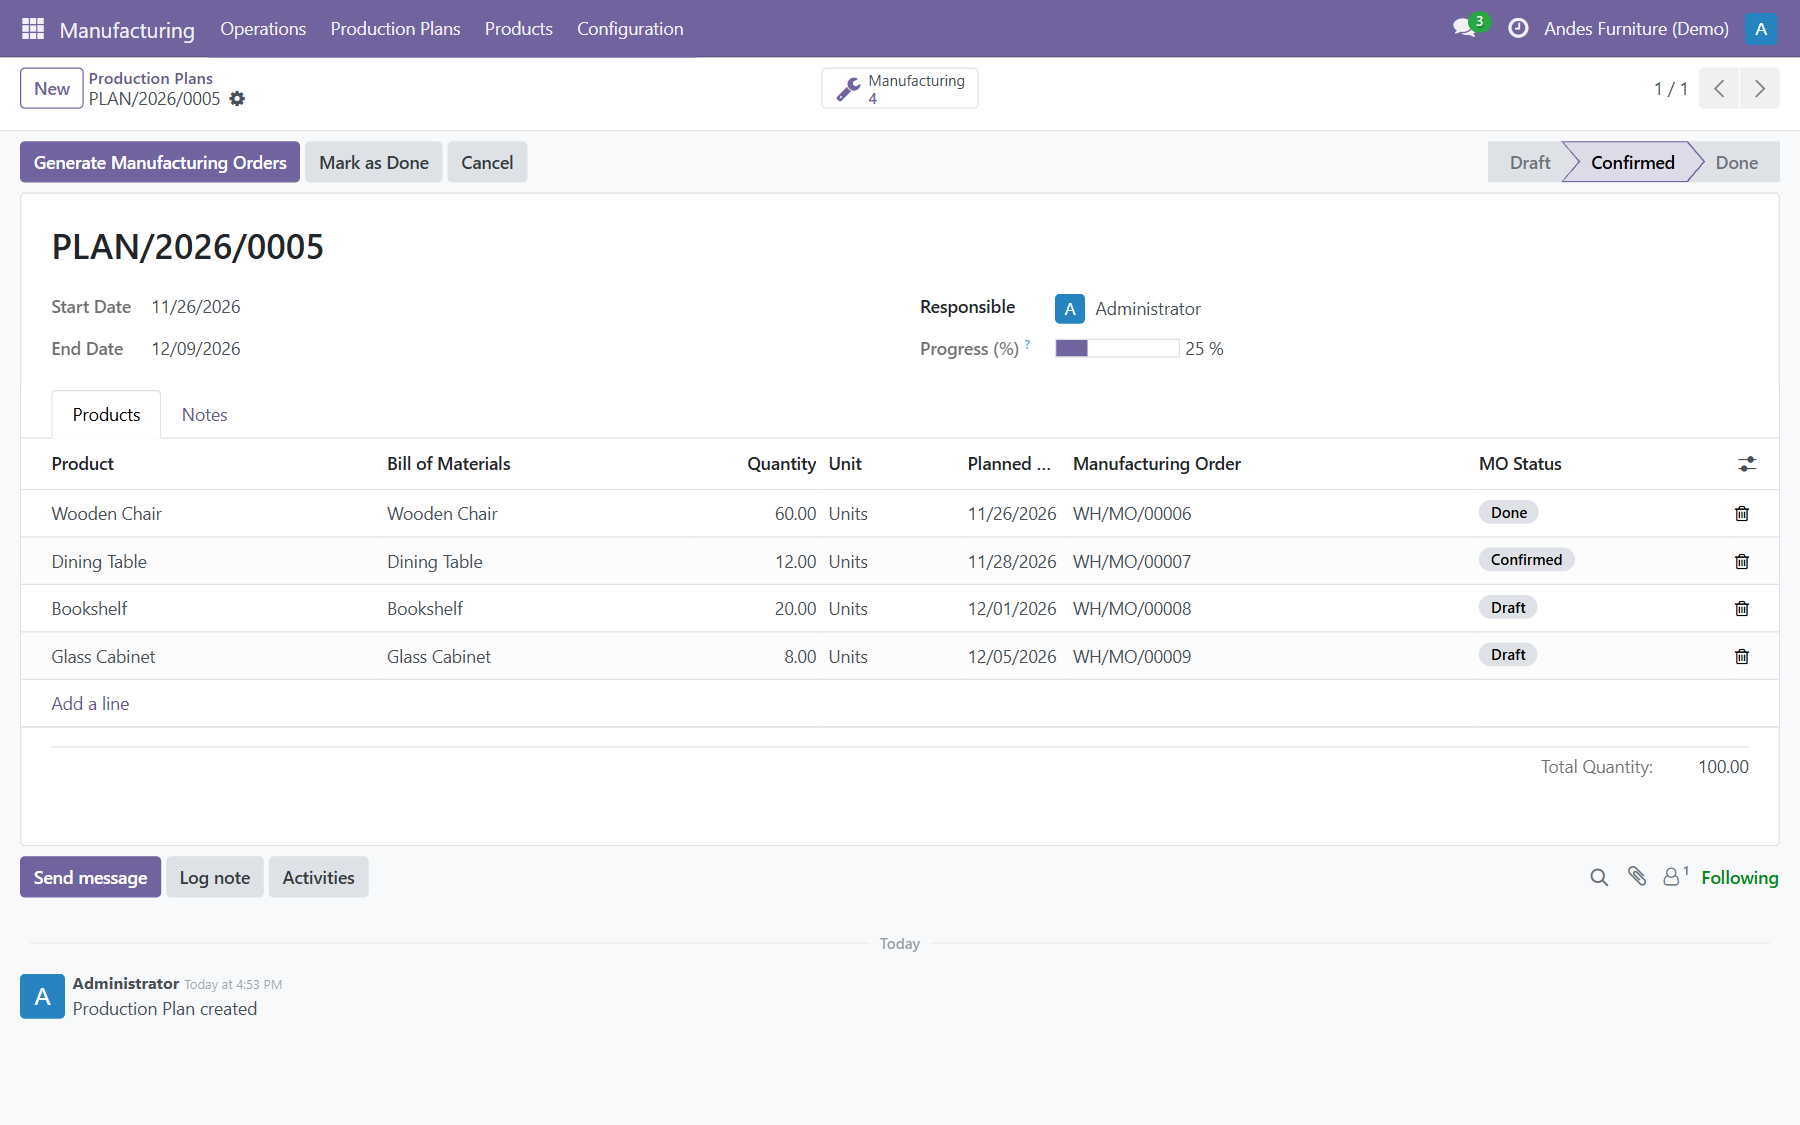 Manufacturing Operations Production Plans Products Configuration 3 Andes Furniture (Demo) A
New Production Plans Manufacturing
PLAN/2026/0005 4 1 / 1
Generate Manufacturing Orders Mark as Done Cancel Draft Confirmed Done
PLAN/2026/0005
Start Date 11/26/2026 Responsible A Administrator
End Date 12/09/2026 Progress (%) ? 25 %
Products Notes
Product Bill of Materials Quantity Unit Planned ... Manufacturing Order MO Status
Wooden Chair Wooden Chair 60.00 Units 11/26/2026 WH/MO/00006 Done
Dining Table Dining Table 12.00 Units 11/28/2026 WH/MO/00007 Confirmed
Bookshelf Bookshelf 20.00 Units 12/01/2026 WH/MO/00008 Draft
Glass Cabinet Glass Cabinet 8.00 Units 12/05/2026 WH/MO/00009 Draft
Add a line
Total Quantity: 100.00
Send message Log note Activities 1 Following
Today
A Administrator Today at 4:53 PM
Production Plan created